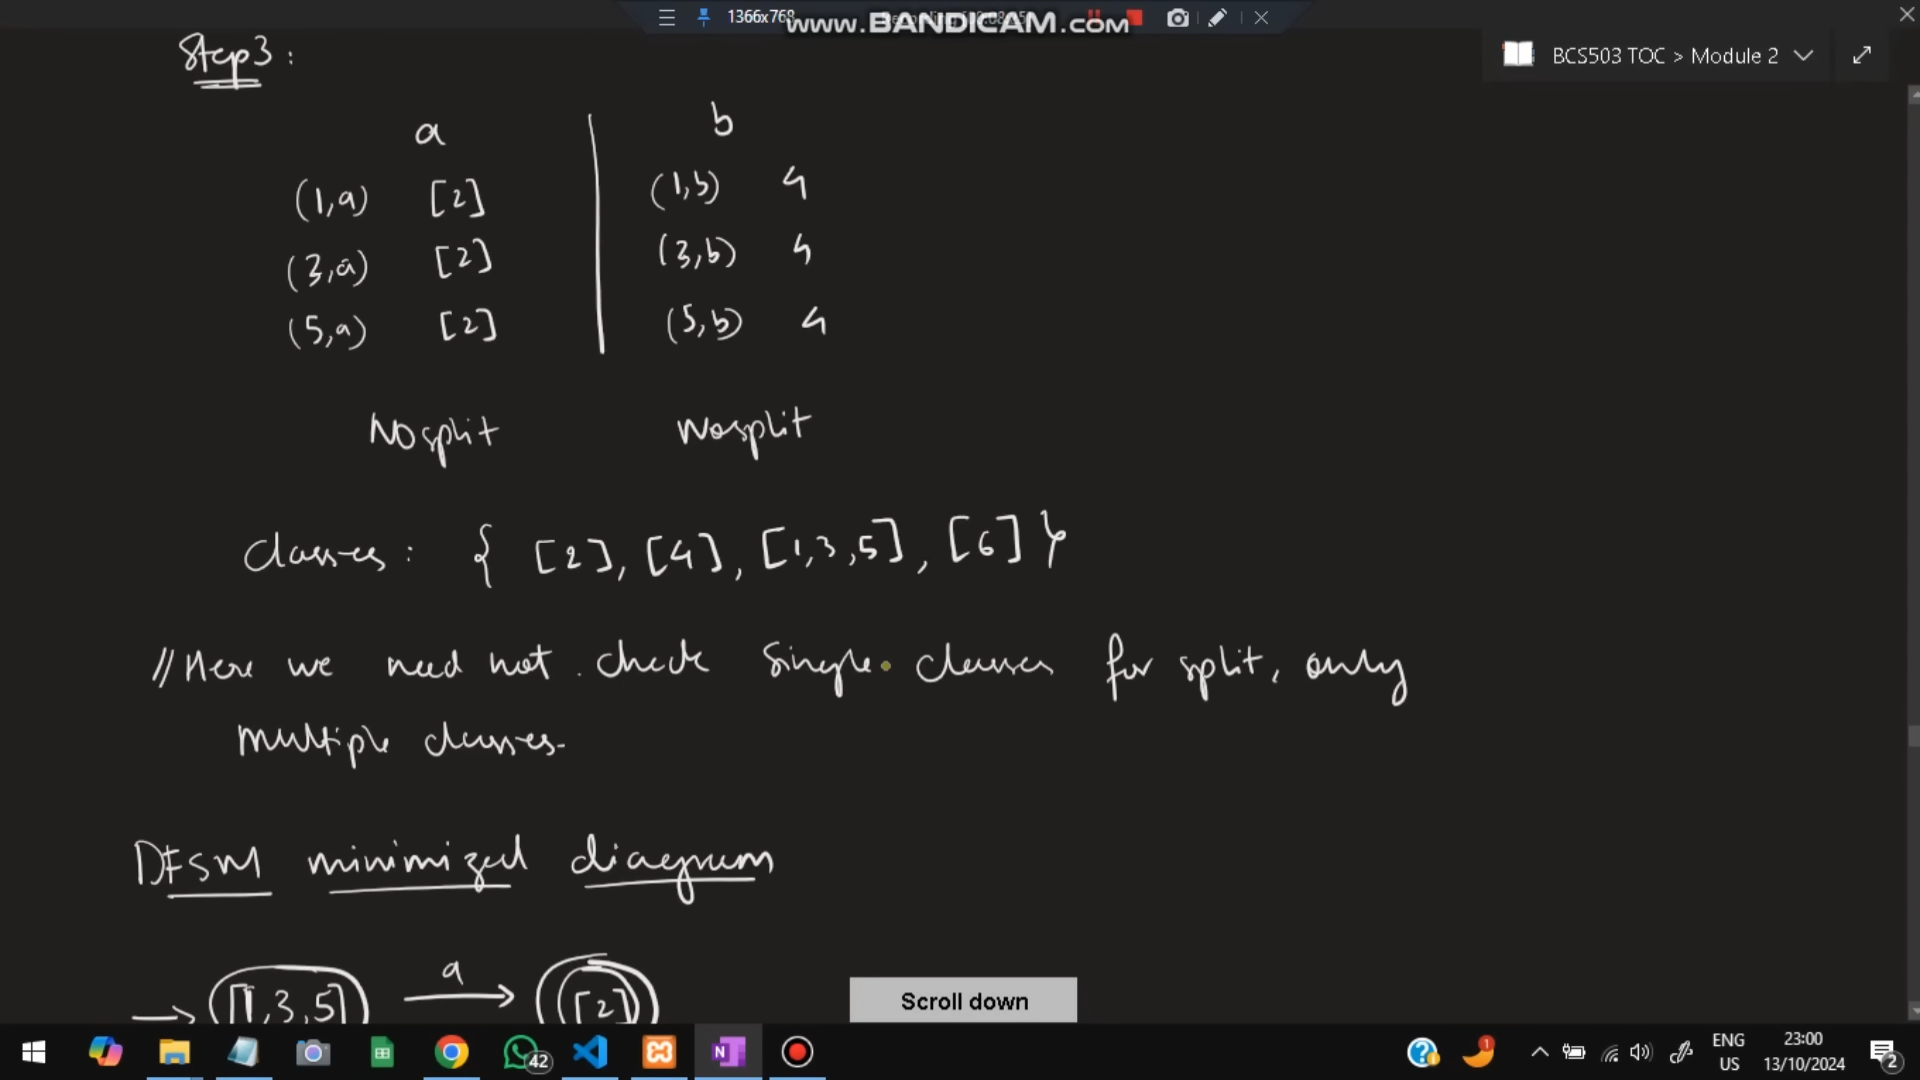 1366x768
www.BANDICAM.com
BCS503 TOC > Module 2
Step3 :
a b
(1,a) [2] (1,b) 4
(3,a) [2] (3,b) 4
(5,a) [2] (5,b) 4
No split No split
classes : { [2], [4], [1,3,5], [6] }
// Here we need not check single classes for split, only
multiple classes.
DFSM minimized diagram
a
[1,3,5] [2]
Scroll down
42
1
ENG
US
23:00
13/10/2024
2